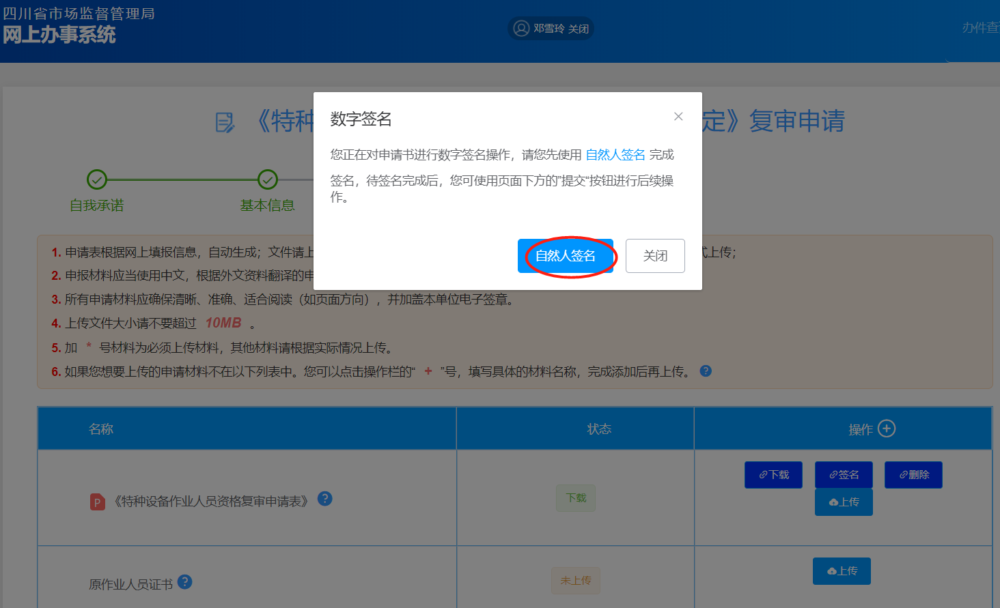 四川省市场监督管理局
网上办事系统
邓雪玲 关闭
办件查
《特种
定》复审申请
数字签名
您正在对申请书进行数字签名操作，请您先使用 自然人签名 完成
签名，待签名完成后，您可使用页面下方的"提交"按钮进行后续操
作。
自然人签名
关闭
自我承诺
基本信息
1. 申请表根据网上填报信息，自动生成；文件请上
式上传；
2. 申报材料应当使用中文，根据外文资料翻译的申
3. 所有申请材料应确保清晰、准确、适合阅读（如页面方向），并加盖本单位电子签章。
4. 上传文件大小请不要超过 10MB 。
5. 加 * 号材料为必须上传材料，其他材料请根据实际情况上传。
6. 如果您想要上传的申请材料不在以下列表中。您可以点击操作栏的“ + ”号，填写具体的材料名称，完成添加后再上传。 ?
名称
状态
操作
下载
签名
删除
P 《特种设备作业人员资格复审申请表》 ?
下载
上传
原作业人员证书 ?
未上传
上传